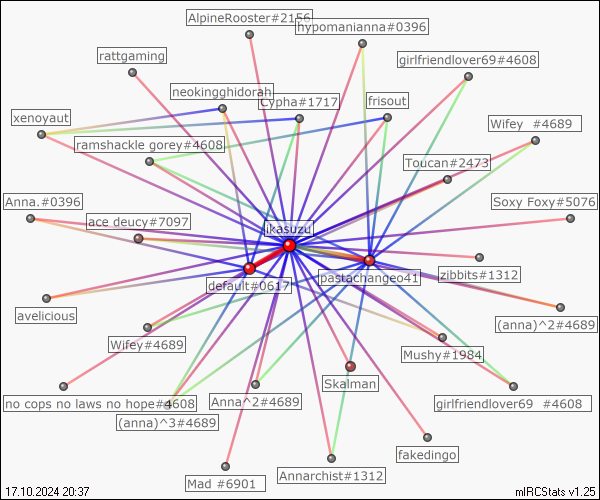 AlpineRooster#2156
hypomanianna#0396
rattgaming
girlfriendlover69#4608
neokingghidorah
Cypha#1717
frisout
xenoyaut
Wifey  #4689
ramshackle gorey#4608
Toucan#2473
Anna.#0396
Soxy Foxy#5076
ace deucy#7097
ikasuzu
zibbits#1312
pastachangeo41
default#0617
avelicious
(anna)^2#4689
Wifey#4689
Mushy#1984
Skalman
no cops no laws no hope#4608
Anna^2#4689
girlfriendlover69  #4608
(anna)^3#4689
fakedingo
Annarchist#1312
Mad #6901
17.10.2024 20:37
mIRCStats v1.25